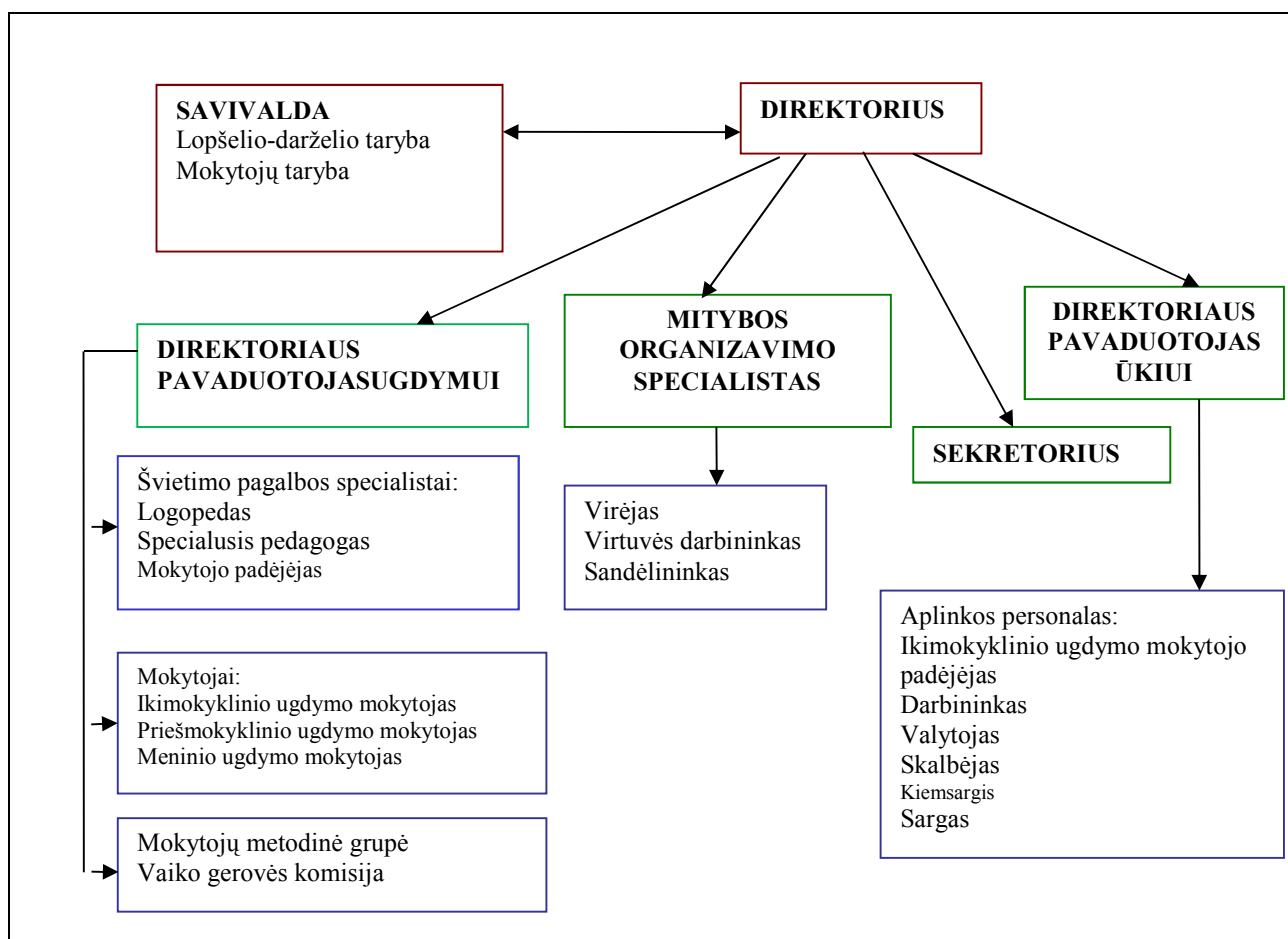 SAVIVALDA
Lopšelio-darželio taryba
Mokytojų taryba
DIREKTORIUS
DIREKTORIAUS
PAVADUOTOJASUGDYMUI
MITYBOS
ORGANIZAVIMO
SPECIALISTAS
SEKRETORIUS
DIREKTORIAUS
PAVADUOTOJAS
ŪKIUI
Švietimo pagalbos specialistai:
Logopedas
Specialusis pedagogas
Mokytojo padėjėjas
Mokytojai:
Ikimokyklinio ugdymo mokytojas
Priešmokyklinio ugdymo mokytojas
Meninio ugdymo mokytojas
Mokytojų metodinė grupė
Vaiko gerovės komisija
Virėjas
Virtuvės darbininkas
Sandėlininkas
Aplinkos personalas:
Ikimokyklinio ugdymo mokytojo
padėjėjas
Darbininkas
Valytojas
Skalbėjas
Kiemsargis
Sargas